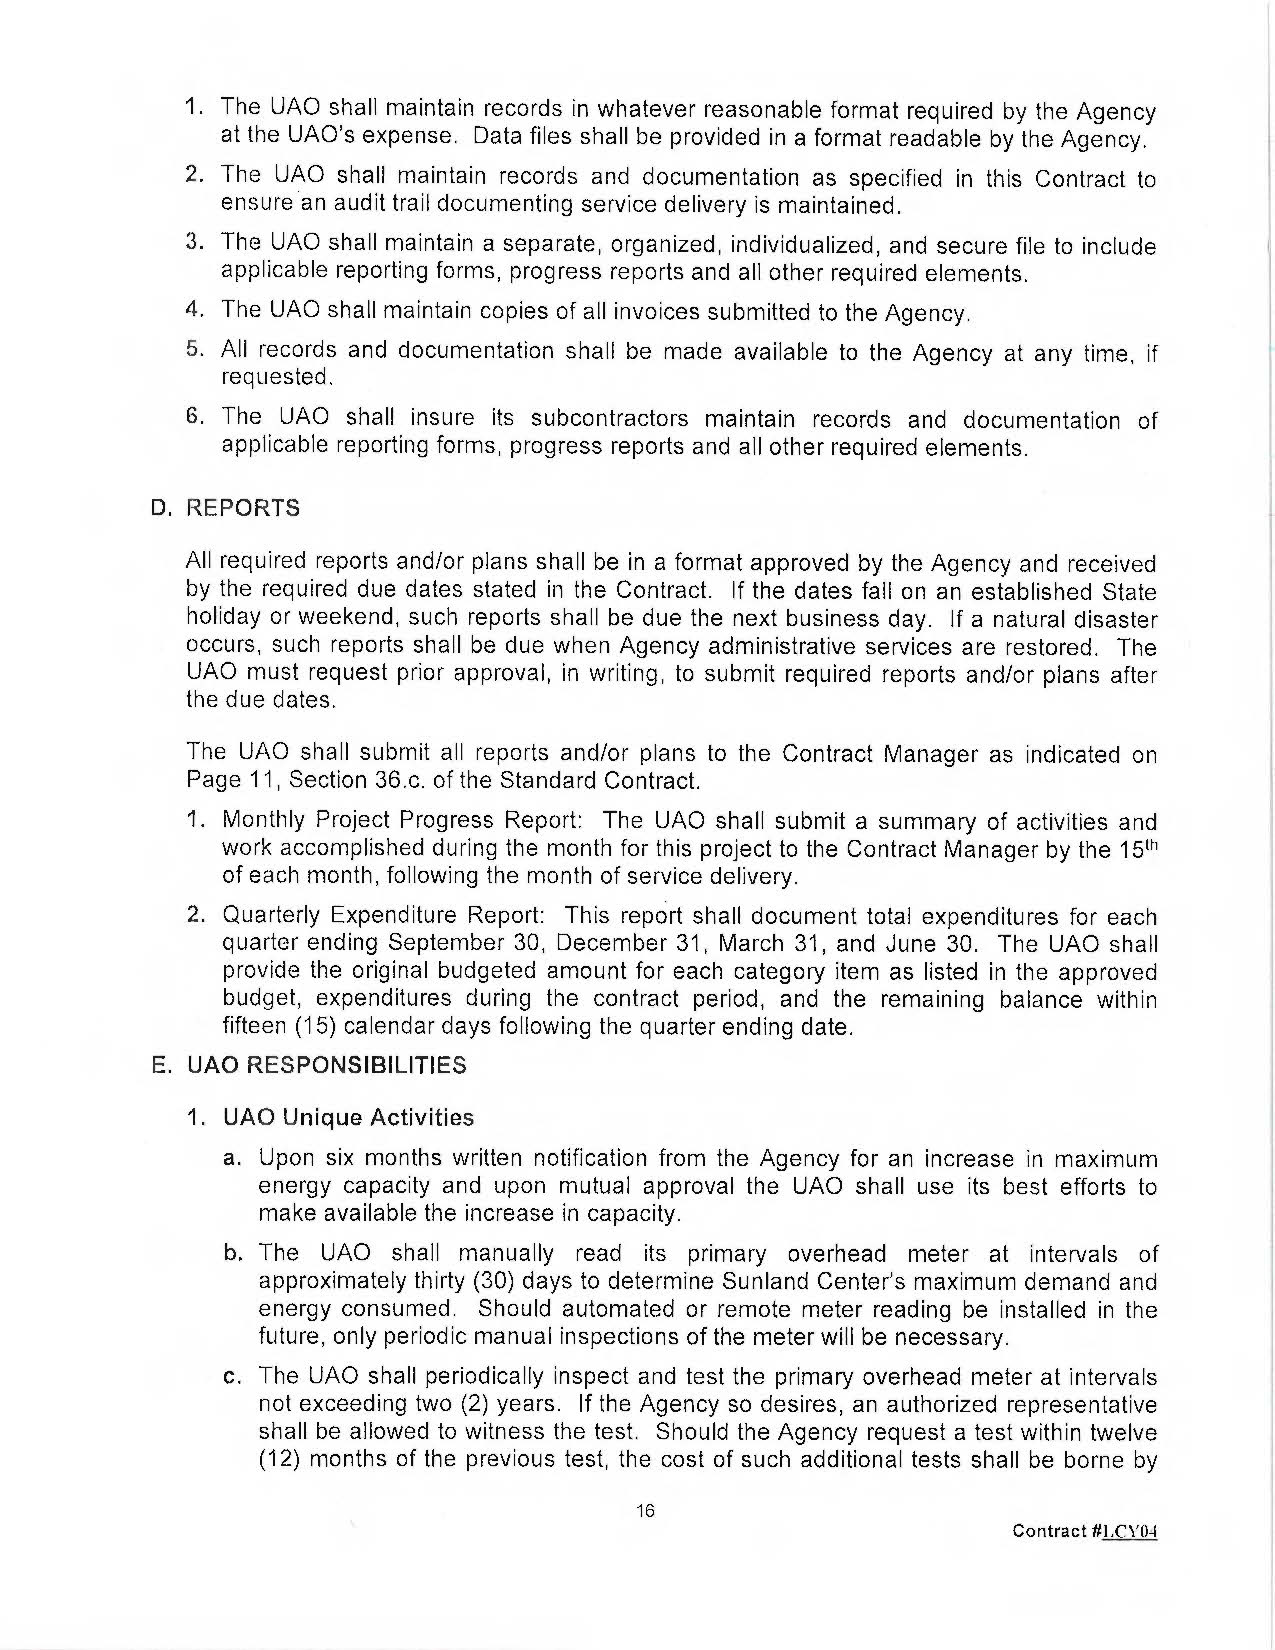 1. The UAO shall maintain records in whatever reasonable format required by the Agency
at the UAO's expense. Data files shall be provided in a format readable by the Agency.
2. The UAO shall maintain records and documentation as specified in this Contract to
ensure an audit trail documenting service delivery is maintained.
3. The UAO shall maintain a separate, organized, individualized, and secure file to include
applicable reporting forms, progress reports and all other required elements.
4. The UAO shall maintain copies of all invoices submitted to the Agency.
5. All records and documentation shall be made available to the Agency at any time, if
requested.
6. The UAO shall insure its subcontractors maintain records and documentation of
applicable reporting forms, progress reports and all other required elements.
D. REPORTS
All required reports and/or plans shall be in a format approved by the Agency and received
by the required due dates stated in the Contract. If the dates fall on an established State
holiday or weekend, such reports shall be due the next business day. If a natural disaster
occurs, such reports shall be due when Agency administrative services are restored. The
UAO must request prior approval, in writing, to submit required reports and/or plans after
the due dates.
The UAO shall submit all reports and/or plans to the Contract Manager as indicated on
Page 11, Section 36.c. of the Standard Contract.
1. Monthly Project Progress Report: The UAO shall submit a summary of activities and
work accomplished during the month for this project to the Contract Manager by the 15th
of each month, following the month of service delivery.
2. Quarterly Expenditure Report: This report shall document total expenditures for each
quarter ending September 30, December 31, March 31, and June 30. The UAO shall
provide the original budgeted amount for each category item as listed in the approved
budget, expenditures during the contract period, and the remaining balance within
fifteen (15) calendar days following the quarter ending date.
E. UAO RESPONSIBILITIES
1. UAO Unique Activities
a. Upon six months written notification from the Agency for an increase in maximum
energy capacity and upon mutual approval the UAO shall use its best efforts to
make available the increase in capacity.
b. The UAO shall manually read its primary overhead meter at intervals of
approximately thirty (30) days to determine Sunland Center's maximum demand and
energy consumed. Should automated or remote meter reading be installed in the
future, only periodic manual inspections of the meter will be necessary.
c. The UAO shall periodically inspect and test the primary overhead meter at intervals
not exceeding two (2) years. If the Agency so desires, an authorized representative
shall be allowed to witness the test. Should the Agency request a test within twelve
(12) months of the previous test, the cost of such additional tests shall be borne by
16
Contract #LCY04